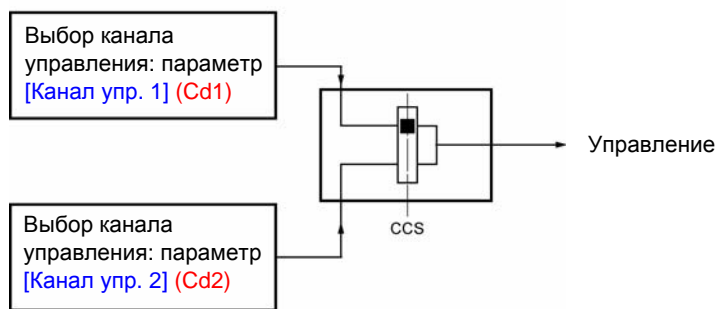 Выбор канала
управления: параметр
[Канал упр. 1] (Cd1)
Управление
Выбор канала
управления: параметр
[Канал упр. 2] (Cd2)
CCS